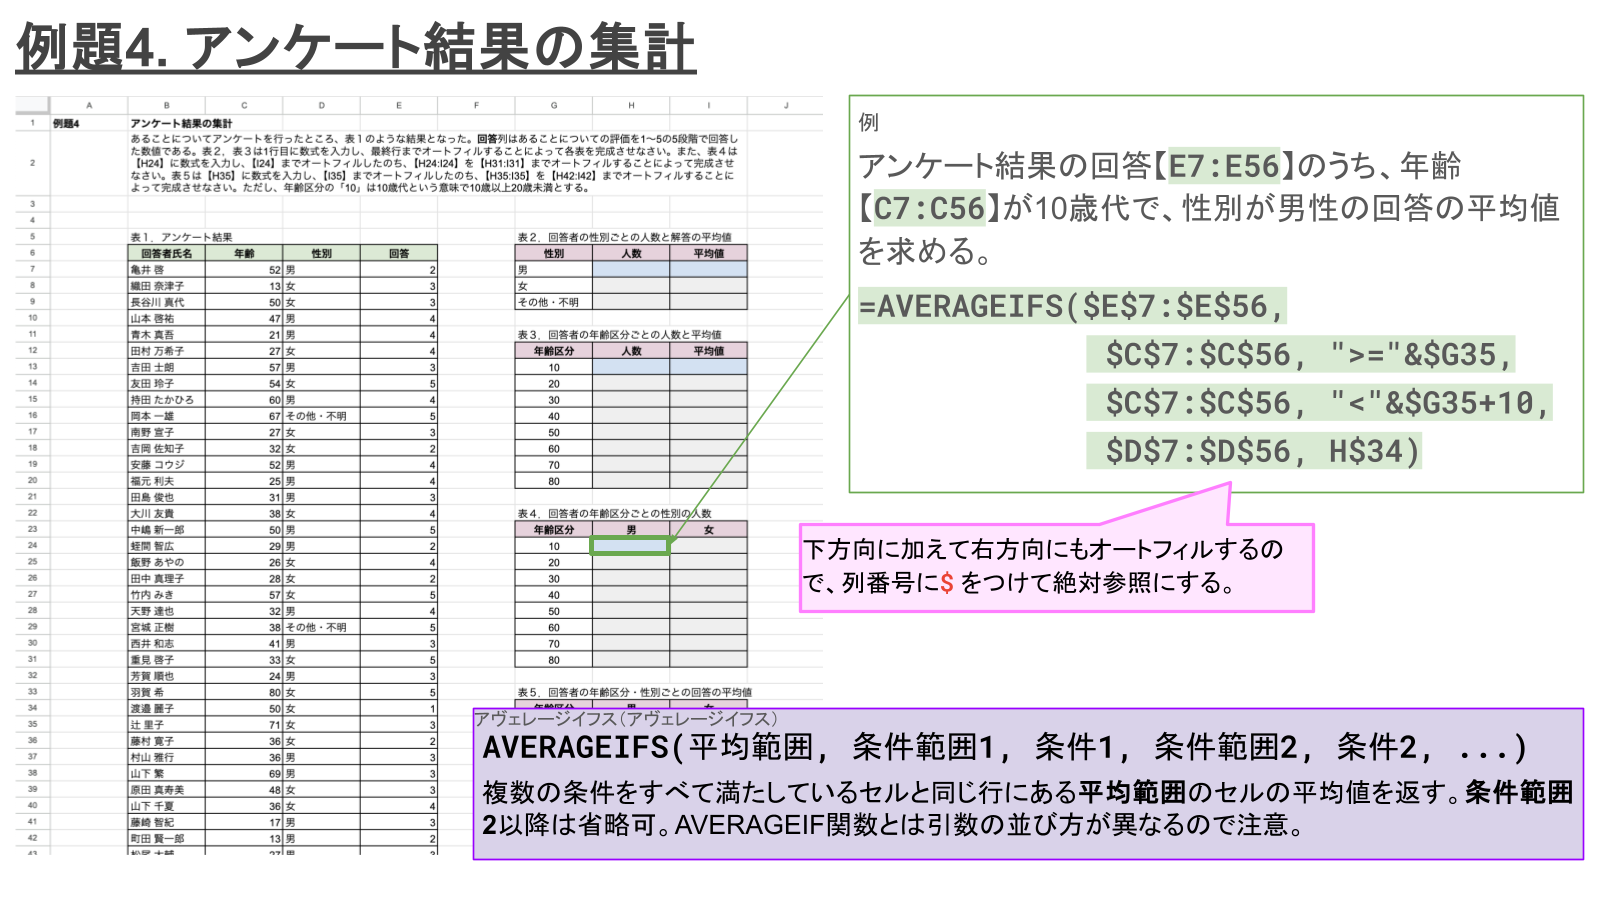 例題4. アンケート結果の集計
A B C D E F G H I J
1 例題4 アンケート結果の集計
2 あることについてアンケートを行ったところ、表１のような結果となった。回答列はあることについての評価を1〜5の5段階で回答し
た数値である。表２、表３は1行目に数式を入力し、最終行までオートフィルすることによって各表を完成させなさい。また、表４は
【H24】に数式を入力し、【I24】までオートフィルしたのち、【H24:I24】を【H31:I31】までオートフィルすることによって完成させ
なさい。表５は【H35】に数式を入力し、【I35】までオートフィルしたのち、【H35:I35】を【H42:I42】までオートフィルすることに
よって完成させなさい。ただし、年齢区分の「10」は10歳代という意味で10歳以上20歳未満とする。
3
4
5 表１．アンケート結果 表２．回答者の性別ごとの人数と解答の平均値
6 回答者氏名 年齢 性別 回答 性別 人数 平均値
7 亀井 啓 52 男 2 男
8 織田 奈津子 13 女 3 女
9 長谷川 真代 50 女 3 その他・不明
10 山本 啓祐 47 男 4
11 青木 真吾 21 男 4 表３．回答者の年齢区分ごとの人数と平均値
12 田村 万希子 27 女 4 年齢区分 人数 平均値
13 吉田 士朗 57 男 3 10
14 友田 玲子 54 女 5 20
15 持田 たかひろ 60 男 4 30
16 岡本 一雄 67 その他・不明 5 40
17 南野 宣子 27 女 3 50
18 吉岡 佐知子 32 女 2 60
19 安藤 コウジ 52 男 4 70
20 福元 利夫 25 男 4 80
21 田島 俊也 31 男 3
22 大川 友貴 38 女 4 表４．回答者の年齢区分ごとの性別の人数
23 中嶋 新一郎 50 男 5 年齢区分 男 女
24 蛭間 智広 29 男 2 10
25 飯野 あやの 26 女 4 20
26 田中 真理子 28 女 2 30
27 竹内 みき 57 女 5 40
28 天野 達也 32 男 4 50
29 宮城 正樹 38 その他・不明 5 60
30 西井 和志 41 男 3 70
31 重見 啓子 33 女 5 80
32 芳賀 順也 24 男 3
33 羽賀 希 80 女 5 表５．回答者の年齢区分・性別ごとの回答の平均値
34 渡邉 麗子 50 女 1 年齢区分 男 女
35 辻 里子 71 女 3
36 藤村 寛子 36 女 2
37 村山 雅行 36 男 3
38 山下 繁 69 男 3
39 原田 真寿美 48 女 3
40 山下 千夏 36 女 4
41 藤崎 智紀 17 男 3
42 町田 賢一郎 13 男 2
例
アンケート結果の回答【E7:E56】のうち、年齢
【C7:C56】が10歳代で、性別が男性の回答の平均値
を求める。
=AVERAGEIFS($E$7:$E$56,
$C$7:$C$56, ">="&$G35,
$C$7:$C$56, "<"&$G35+10,
$D$7:$D$56, H$34)
下方向に加えて右方向にもオートフィルするの
で、列番号に$をつけて絶対参照にする。
アヴェレージイフス（アヴェレージイフス）
AVERAGEIFS(平均範囲, 条件範囲1, 条件1, 条件範囲2, 条件2, ...)
複数の条件をすべて満たしているセルと同じ行にある平均範囲のセルの平均値を返す。条件範囲
2以降は省略可。AVERAGEIF関数とは引数の並び方が異なるので注意。